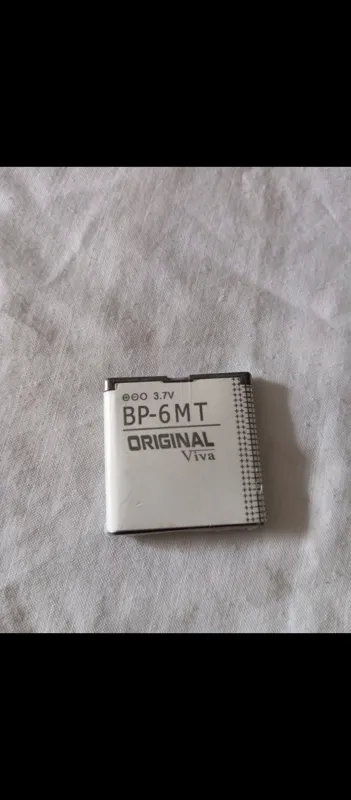 ⊖⊖⊕ 3.7V
BP-6MT
ORIGINAL
Viva